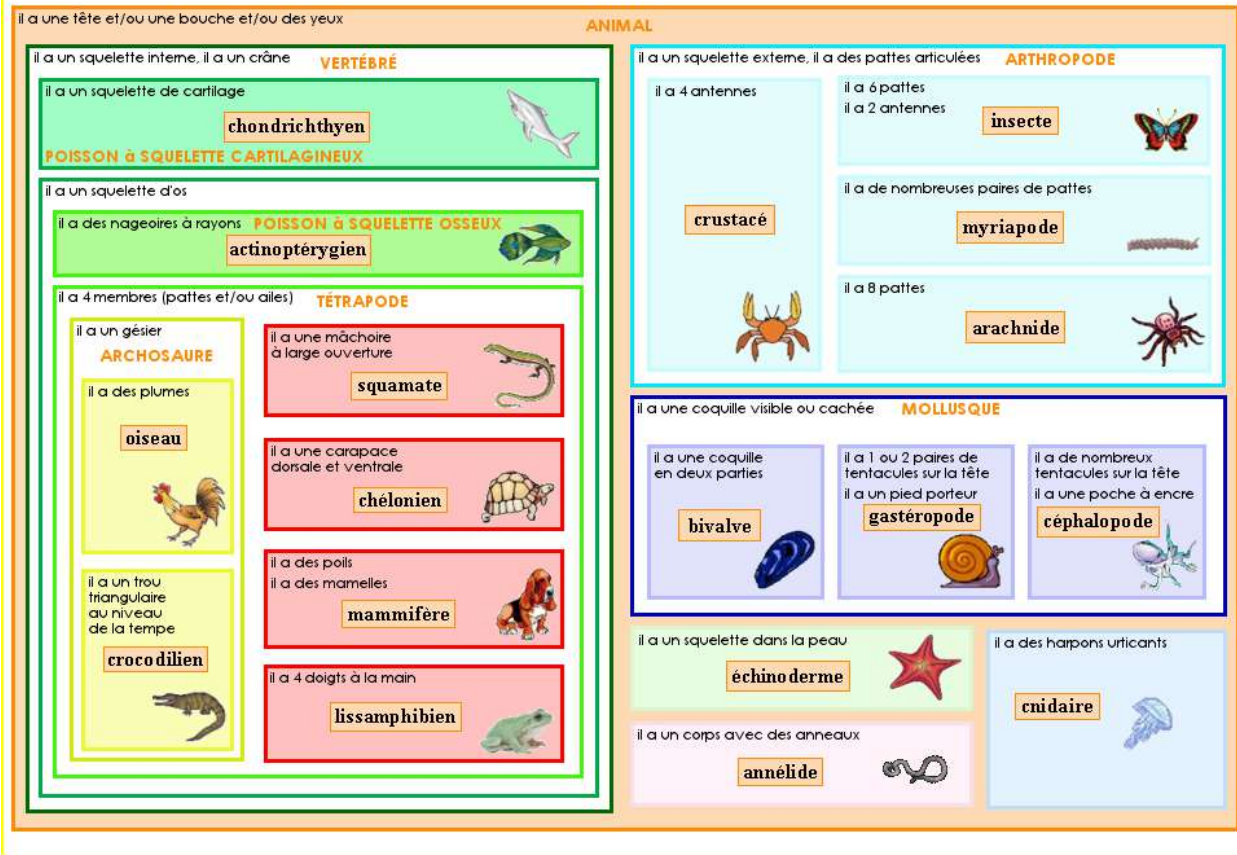 il a une tête et/ou une bouche et/ou des yeux
ANIMAL
il a un squelette interne, il a un crâne
VERTÉBRÉ
il a un squelette de cartilage
chondrichthyen
POISSON à SQUELETTE CARTILAGINEUX
il a un squelette d'os
il a des nageoires à rayons
POISSON à SQUELETTE OSSEUX
actinoptérygien
il a 4 membres (pattes et/ou ailes)
TÉTRAPODE
il a un gésier
ARCHOSAURE
il a des plumes
oiseau
il a un trou
triangulaire
au niveau
de la tempe
crocodilien
il a une mâchoire
à large ouverture
squamate
il a une carapace
dorsale et ventrale
chélonien
il a des poils
il a des mamelles
mammifère
il a 4 doigts à la main
lissamphibien
il a un squelette externe, il a des pattes articulées
ARTHROPODE
il a 4 antennes
crustacé
il a 6 pattes
il a 2 antennes
insecte
il a de nombreuses paires de pattes
myriapode
il a 8 pattes
arachnide
il a une coquille visible ou cachée
MOLLUSQUE
il a une coquille
en deux parties
bivalve
il a 1 ou 2 paires de
tentacules sur la tête
il a un pied porteur
gastéropode
il a de nombreux
tentacules sur la tête
il a une poche à encre
céphalopode
il a un squelette dans la peau
échinoderme
il a un corps avec des anneaux
annélide
il a des harpons urticants
cnidaire